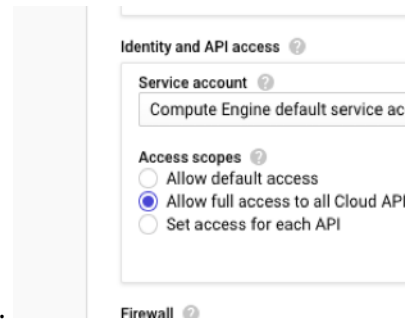 Identity and API access
Service account
Compute Engine default service ac
Access scopes
Allow default access
Allow full access to all Cloud API
Set access for each API
Firewall